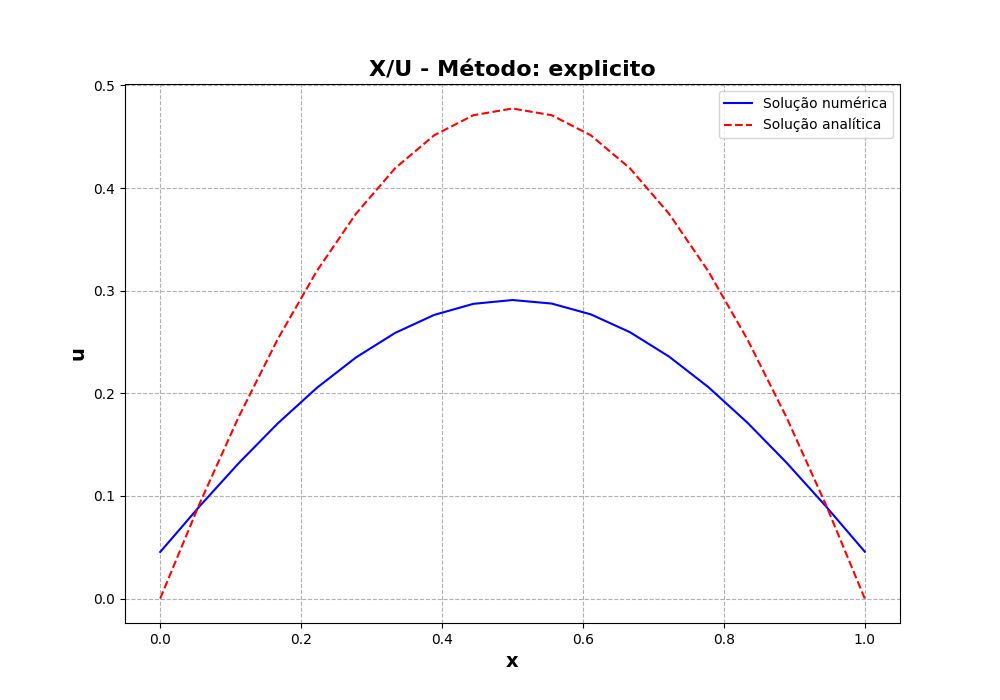 X/U - Método: explicito
Solução numérica
Solução analítica
0.5
0.4
0.3
0.2
0.1
0.0
u
0.0 0.2 0.4 0.6 0.8 1.0
x